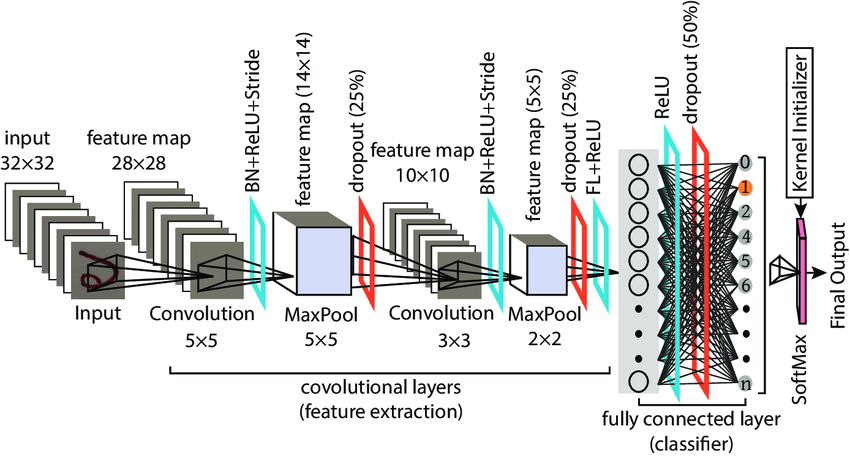 input
32×32
feature map
28×28
BN+ReLU+Stride
feature map (14×14)
dropout (25%)
feature map
10×10
BN+ReLU+Stride
feature map (5×5)
dropout (25%)
FL+ReLU
ReLU
dropout (50%)
Kernel Initializer
0
1
2
4
5
6
n
Input
Convolution
5×5
MaxPool
5×5
Convolution
3×3
MaxPool
2×2
SoftMax
Final Output
covolutional layers
(feature extraction)
fully connected layer
(classifier)